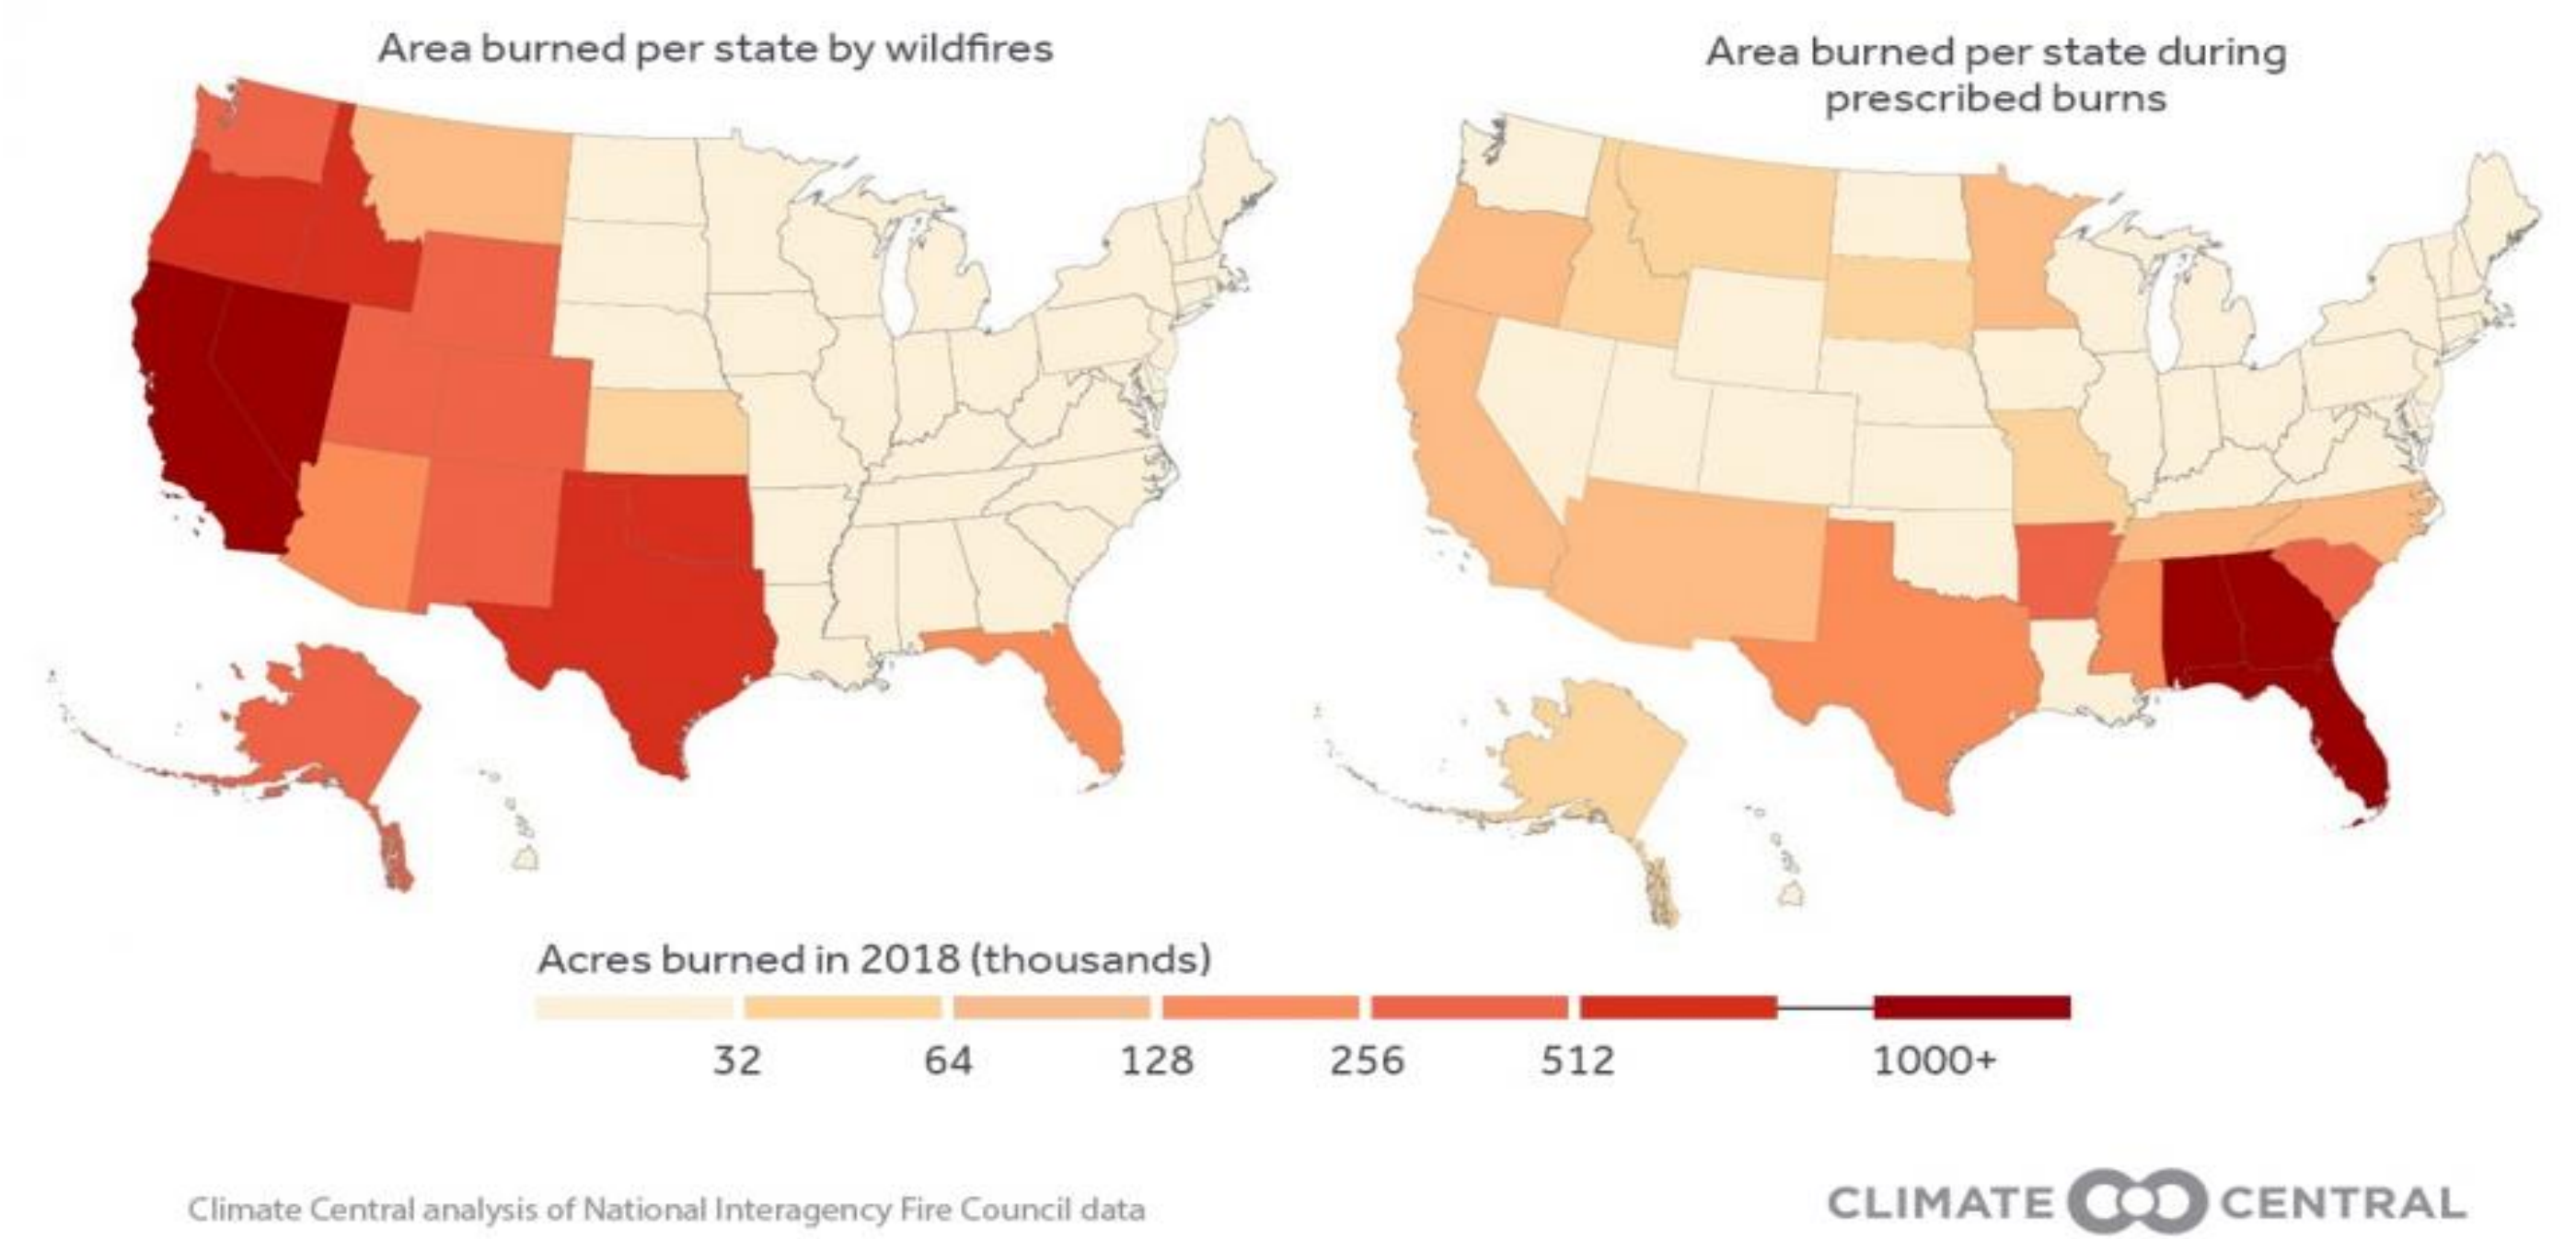 Area burned per state by wildfires
Area burned per state during
prescribed burns
Acres burned in 2018 (thousands)
32 64 128 256 512 1000+
Climate Central analysis of National Interagency Fire Council data
CLIMATE CENTRAL